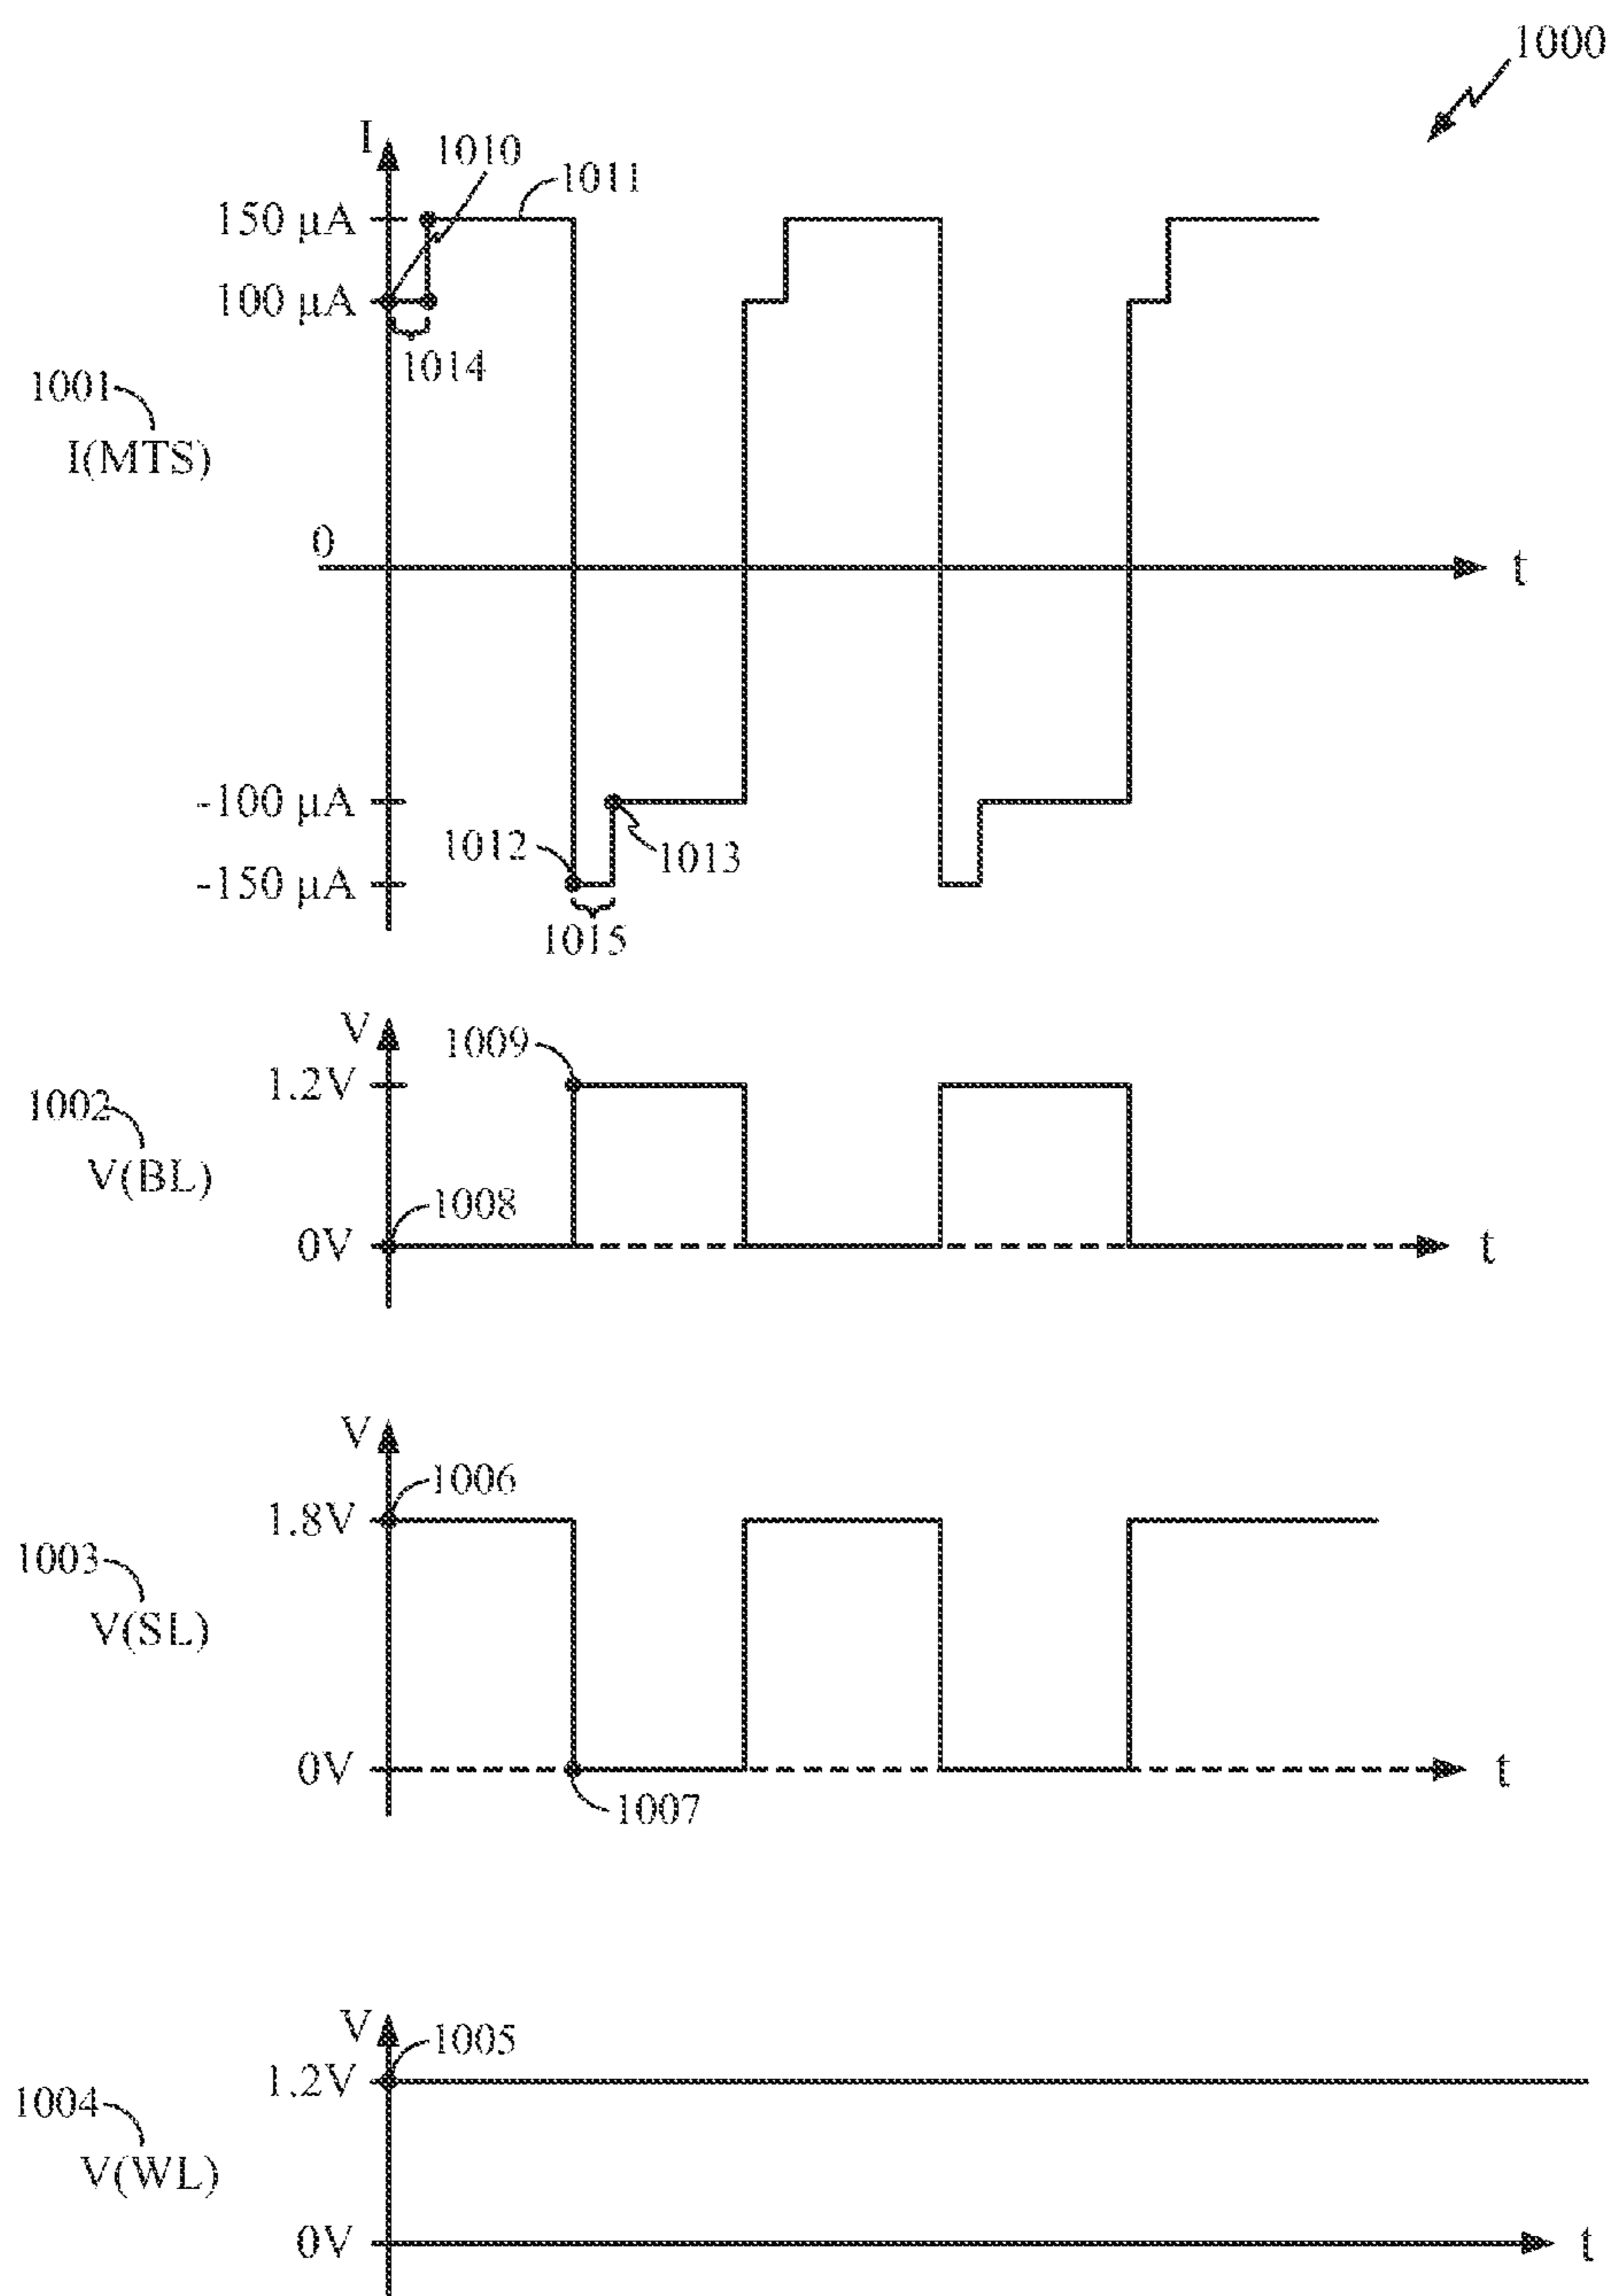 1000
I
1010
1011
150 µA
100 µA
1014
1001
I(MTS)
0
t
-100 µA
1012
1013
-150 µA
1015
V
1009
1.2V
1002
V(BL)
1008
0V
t
V
1006
1.8V
1003
V(SL)
0V
t
1007
V
1005
1.2V
1004
V(WL)
0V
t